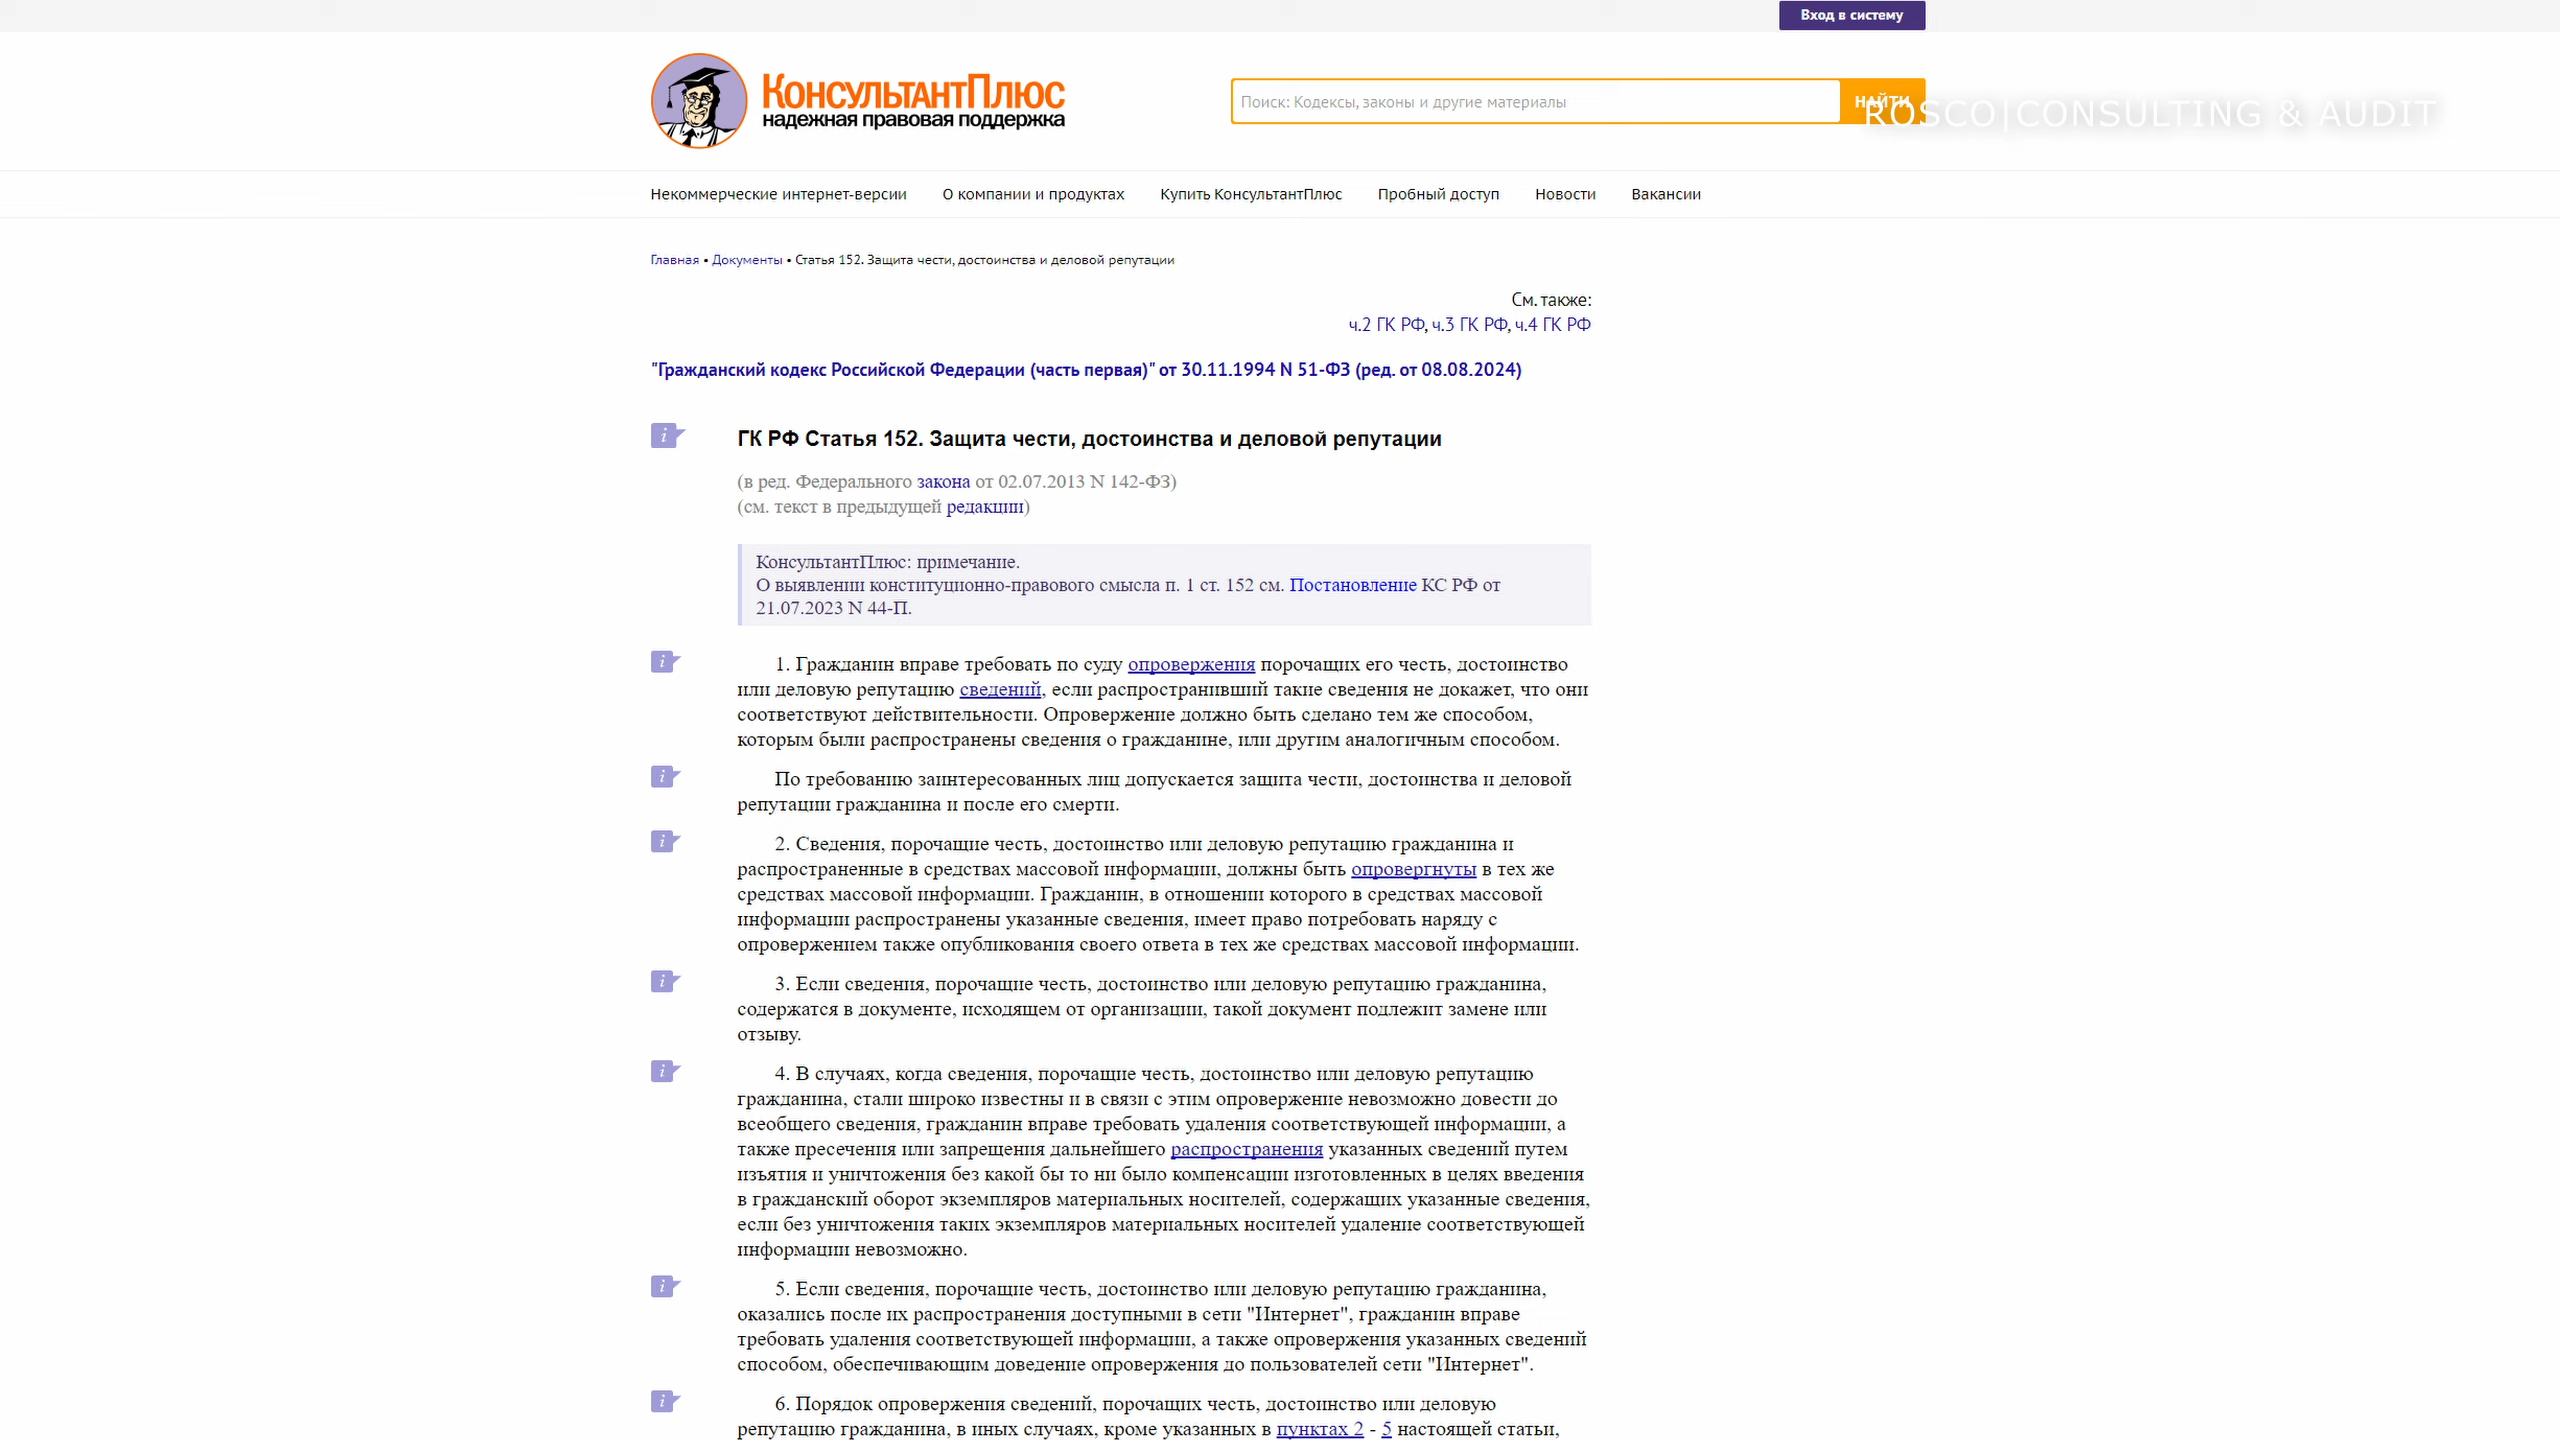 Вход в систему
КонсультантПлюс
надежная правовая поддержка
Поиск: Кодексы, законы и другие материалы
НАЙТИ
ROSCO|CONSULTING & AUDIT
Некоммерческие интернет-версии О компании и продуктах Купить КонсультантПлюс Пробный доступ Новости Вакансии
Главная • Документы • Статья 152. Защита чести, достоинства и деловой репутации
См. также:
ч.2 ГК РФ, ч.3 ГК РФ, ч.4 ГК РФ
"Гражданский кодекс Российской Федерации (часть первая)" от 30.11.1994 N 51-ФЗ (ред. от 08.08.2024)
i ГК РФ Статья 152. Защита чести, достоинства и деловой репутации
(в ред. Федерального закона от 02.07.2013 N 142-ФЗ)
(см. текст в предыдущей редакции)
КонсультантПлюс: примечание.
О выявлении конституционно-правового смысла п. 1 ст. 152 см. Постановление КС РФ от
21.07.2023 N 44-П.
i 1. Гражданин вправе требовать по суду опровержения порочащих его честь, достоинство
или деловую репутацию сведений, если распространивший такие сведения не докажет, что они
соответствуют действительности. Опровержение должно быть сделано тем же способом,
которым были распространены сведения о гражданине, или другим аналогичным способом.
i По требованию заинтересованных лиц допускается защита чести, достоинства и деловой
репутации гражданина и после его смерти.
i 2. Сведения, порочащие честь, достоинство или деловую репутацию гражданина и
распространенные в средствах массовой информации, должны быть опровергнуты в тех же
средствах массовой информации. Гражданин, в отношении которого в средствах массовой
информации распространены указанные сведения, имеет право потребовать наряду с
опровержением также опубликования своего ответа в тех же средствах массовой информации.
i 3. Если сведения, порочащие честь, достоинство или деловую репутацию гражданина,
содержатся в документе, исходящем от организации, такой документ подлежит замене или
отзыву.
i 4. В случаях, когда сведения, порочащие честь, достоинство или деловую репутацию
гражданина, стали широко известны и в связи с этим опровержение невозможно довести до
всеобщего сведения, гражданин вправе требовать удаления соответствующей информации, а
также пресечения или запрещения дальнейшего распространения указанных сведений путем
изъятия и уничтожения без какой бы то ни было компенсации изготовленных в целях введения
в гражданский оборот экземпляров материальных носителей, содержащих указанные сведения,
если без уничтожения таких экземпляров материальных носителей удаление соответствующей
информации невозможно.
i 5. Если сведения, порочащие честь, достоинство или деловую репутацию гражданина,
оказались после их распространения доступными в сети "Интернет", гражданин вправе
требовать удаления соответствующей информации, а также опровержения указанных сведений
способом, обеспечивающим доведение опровержения до пользователей сети "Интернет".
i 6. Порядок опровержения сведений, порочащих честь, достоинство или деловую
репутацию гражданина, в иных случаях, кроме указанных в пунктах 2 - 5 настоящей статьи,